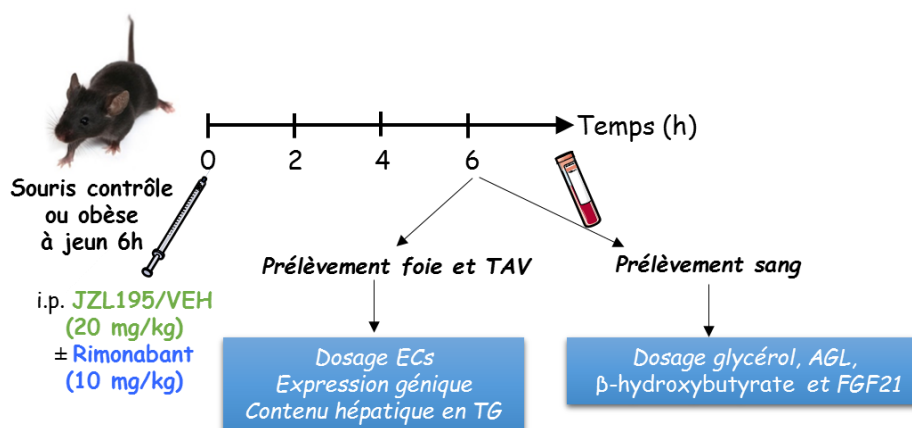 Temps (h)
0 2 4 6
Souris contrôle
ou obèse
à jeun 6h
i.p. JZL195/VEH
(20 mg/kg)
± Rimonabant
(10 mg/kg)
Prélèvement foie et TAV
Prélèvement sang
Dosage ECs
Expression génique
Contenu hépatique en TG
Dosage glycérol, AGL,
β-hydroxybutyrate et FGF21